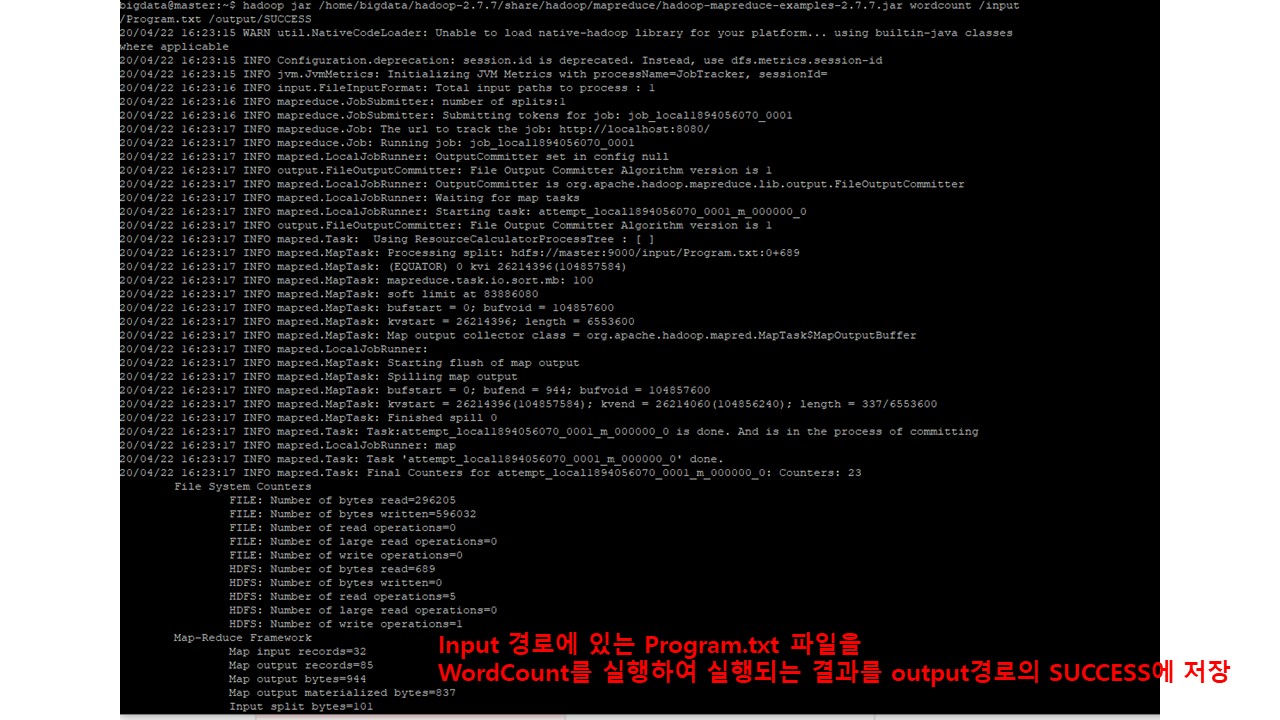 bigdata@master:~$ hadoop jar /home/bigdata/hadoop-2.7.7/share/hadoop/mapreduce/hadoop-mapreduce-examples-2.7.7.jar wordcount /input
/Program.txt /output/SUCCESS
20/04/22 16:23:15 WARN util.NativeCodeLoader: Unable to load native-hadoop library for your platform... using builtin-java classes
where applicable
20/04/22 16:23:15 INFO Configuration.deprecation: session.id is deprecated. Instead, use dfs.metrics.session-id
20/04/22 16:23:15 INFO jvm.JvmMetrics: Initializing JVM Metrics with processName=JobTracker, sessionId=
20/04/22 16:23:16 INFO input.FileInputFormat: Total input paths to process : 1
20/04/22 16:23:16 INFO mapreduce.JobSubmitter: number of splits:1
20/04/22 16:23:16 INFO mapreduce.JobSubmitter: Submitting tokens for job: job_local1894056070_0001
20/04/22 16:23:17 INFO mapreduce.Job: The url to track the job: http://localhost:8080/
20/04/22 16:23:17 INFO mapreduce.Job: Running job: job_local1894056070_0001
20/04/22 16:23:17 INFO mapred.LocalJobRunner: OutputCommitter set in config null
20/04/22 16:23:17 INFO output.FileOutputCommitter: File Output Committer Algorithm version is 1
20/04/22 16:23:17 INFO mapred.LocalJobRunner: OutputCommitter is org.apache.hadoop.mapreduce.lib.output.FileOutputCommitter
20/04/22 16:23:17 INFO mapred.LocalJobRunner: Waiting for map tasks
20/04/22 16:23:17 INFO mapred.LocalJobRunner: Starting task: attempt_local1894056070_0001_m_000000_0
20/04/22 16:23:17 INFO output.FileOutputCommitter: File Output Committer Algorithm version is 1
20/04/22 16:23:17 INFO mapred.Task:  Using ResourceCalculatorProcessTree : [ ]
20/04/22 16:23:17 INFO mapred.MapTask: Processing split: hdfs://master:9000/input/Program.txt:0+689
20/04/22 16:23:17 INFO mapred.MapTask: (EQUATOR) 0 kvi 26214396(104857584)
20/04/22 16:23:17 INFO mapred.MapTask: mapreduce.task.io.sort.mb: 100
20/04/22 16:23:17 INFO mapred.MapTask: soft limit at 83886080
20/04/22 16:23:17 INFO mapred.MapTask: bufstart = 0; bufvoid = 104857600
20/04/22 16:23:17 INFO mapred.MapTask: kvstart = 26214396; length = 6553600
20/04/22 16:23:17 INFO mapred.MapTask: Map output collector class = org.apache.hadoop.mapred.MapTask$MapOutputBuffer
20/04/22 16:23:17 INFO mapred.LocalJobRunner:
20/04/22 16:23:17 INFO mapred.MapTask: Starting flush of map output
20/04/22 16:23:17 INFO mapred.MapTask: Spilling map output
20/04/22 16:23:17 INFO mapred.MapTask: bufstart = 0; bufend = 944; bufvoid = 104857600
20/04/22 16:23:17 INFO mapred.MapTask: kvstart = 26214396(104857584); kvend = 26214060(104856240); length = 337/6553600
20/04/22 16:23:17 INFO mapred.MapTask: Finished spill 0
20/04/22 16:23:17 INFO mapred.Task: Task:attempt_local1894056070_0001_m_000000_0 is done. And is in the process of committing
20/04/22 16:23:17 INFO mapred.LocalJobRunner: map
20/04/22 16:23:17 INFO mapred.Task: Task 'attempt_local1894056070_0001_m_000000_0' done.
20/04/22 16:23:17 INFO mapred.Task: Final Counters for attempt_local1894056070_0001_m_000000_0: Counters: 23
File System Counters
FILE: Number of bytes read=296205
FILE: Number of bytes written=596032
FILE: Number of read operations=0
FILE: Number of large read operations=0
FILE: Number of write operations=0
HDFS: Number of bytes read=689
HDFS: Number of bytes written=0
HDFS: Number of read operations=5
HDFS: Number of large read operations=0
HDFS: Number of write operations=1
Map-Reduce Framework
Map input records=32
Map output records=85
Map output bytes=944
Map output materialized bytes=837
Input split bytes=101
Input 경로에 있는 Program.txt 파일을
WordCount를 실행하여 실행되는 결과를 output경로의 SUCCESS에 저장